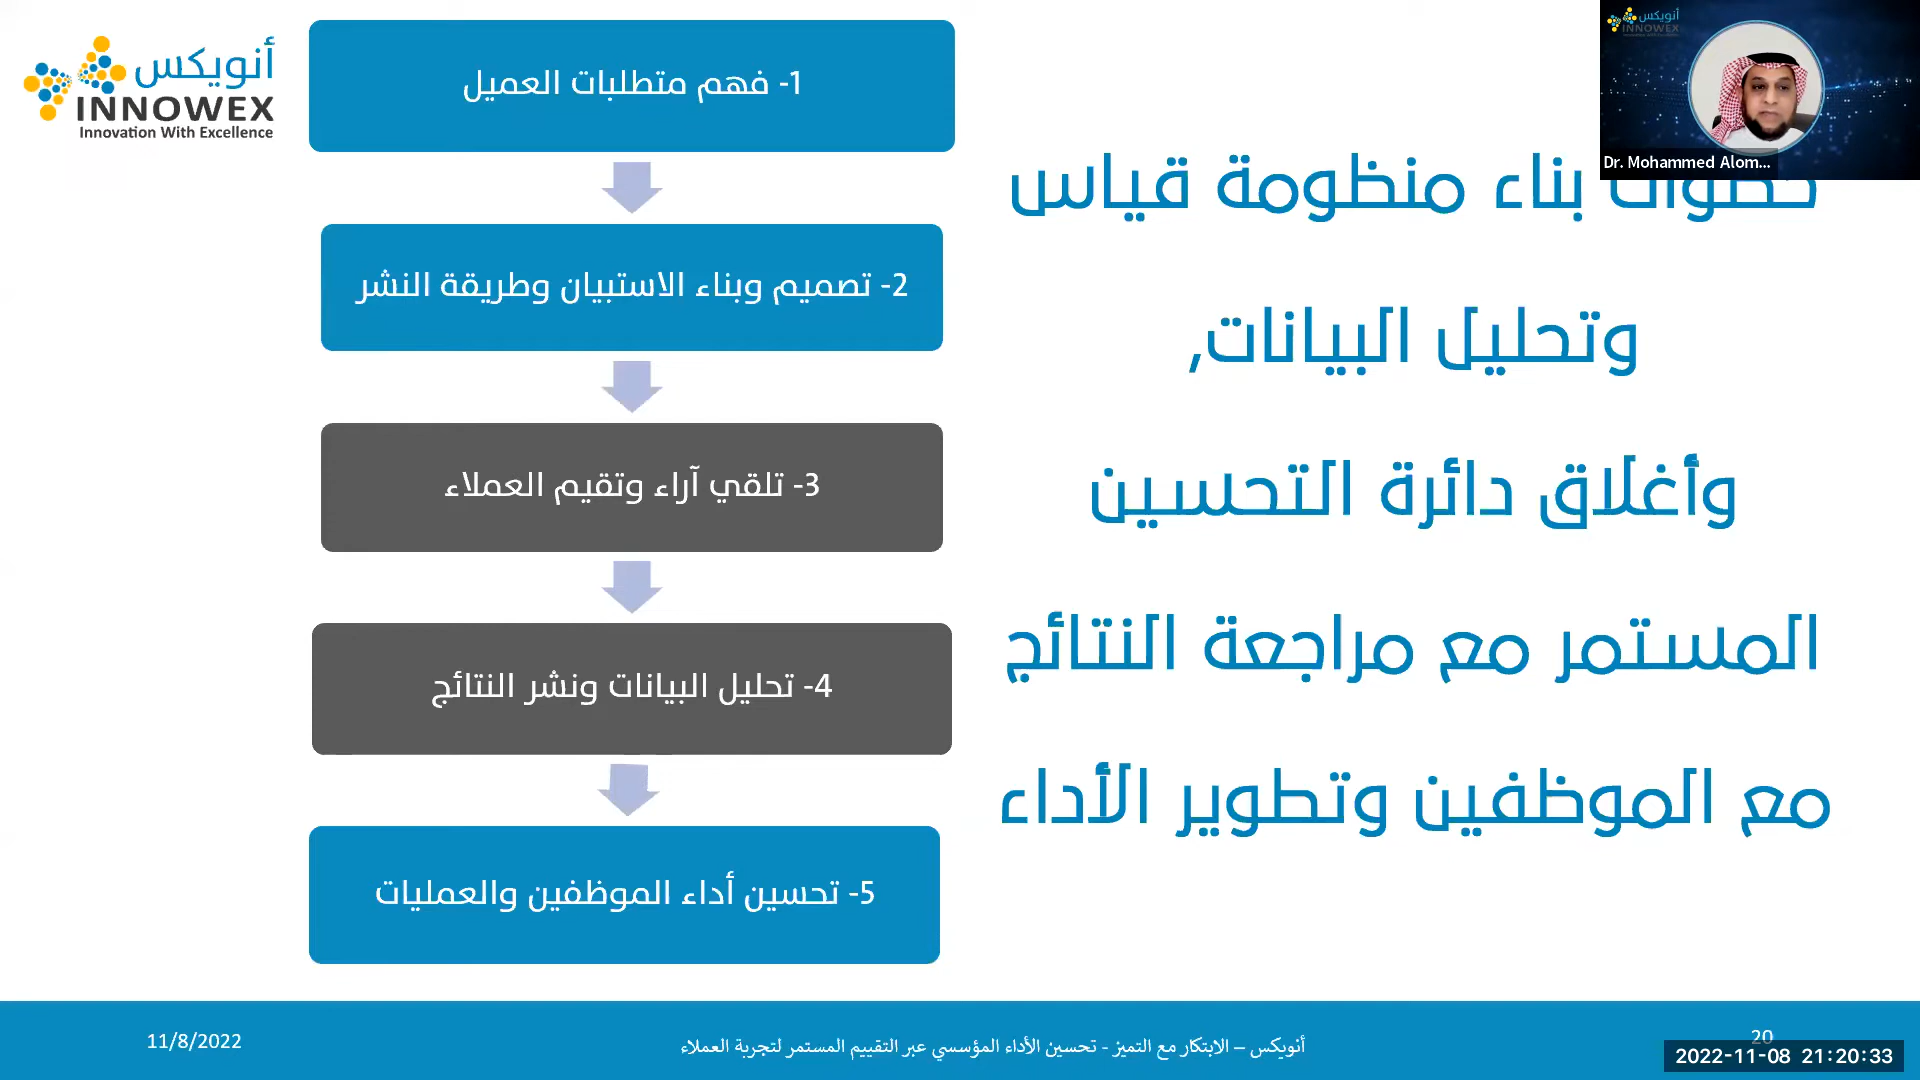 أنويكس
INNOWEX
Innovation With Excellence
أنويكس
INNOWEX
Dr. Mohammed Alom...
بناء منظومة قياس
وتحليل البيانات,
وأغلاق دائرة التحسين
المستمر مع مراجعة النتائج
مع الموظفين وتطوير الأداء
1- فهم متطلبات العميل
2- تصميم وبناء الاستبيان وطريقة النشر
3- تلقي آراء وتقيم العملاء
4- تحليل البيانات ونشر النتائج
5- تحسين أداء الموظفين والعمليات
11/8/2022
أنويكس – الابتكار مع التميز - تحسين الأداء المؤسسي عبر التقييم المستمر لتجربة العملاء
20
2022-11-08 21:20:33